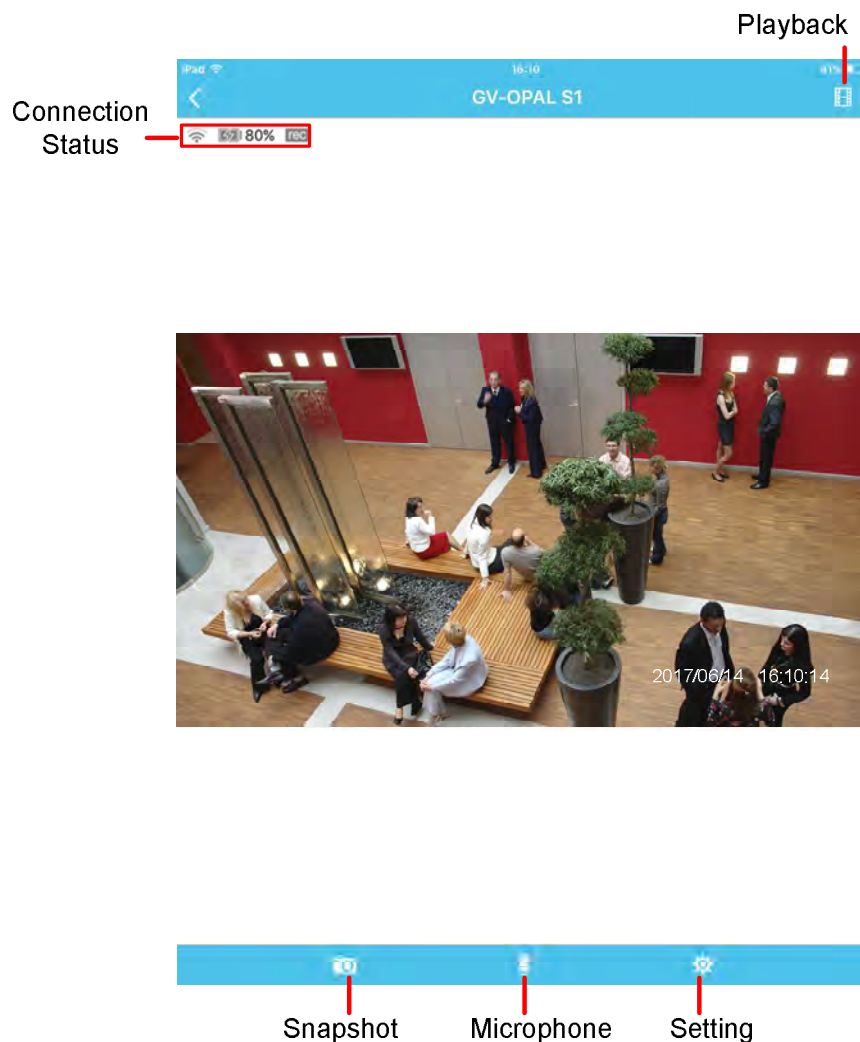 Playback
iPad 16:10 41%
GV-OPAL S1
Connection
Status
80% rec
2017/06/14 16:10:14
Snapshot Microphone Setting